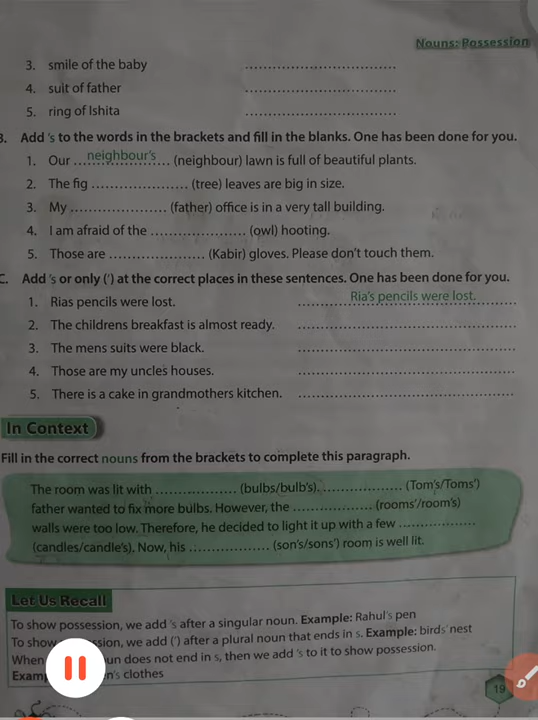 Nouns: Possession
3. smile of the baby ..............................
4. suit of father ..............................
5. ring of Ishita ..............................
B. Add 's to the words in the brackets and fill in the blanks. One has been done for you.
1. Our ... neighbour's ... (neighbour) lawn is full of beautiful plants.
2. The fig .................... (tree) leaves are big in size.
3. My .................... (father) office is in a very tall building.
4. I am afraid of the .................... (owl) hooting.
5. Those are .................... (Kabir) gloves. Please don't touch them.
C. Add 's or only (') at the correct places in these sentences. One has been done for you.
1. Rias pencils were lost. Ria's pencils were lost.
2. The childrens breakfast is almost ready. ..............................
3. The mens suits were black. ..............................
4. Those are my uncles houses. ..............................
5. There is a cake in grandmothers kitchen. ..............................
In Context
Fill in the correct nouns from the brackets to complete this paragraph.
The room was lit with .................. (bulbs/bulb's). .................. (Tom's/Toms')
father wanted to fix more bulbs. However, the .................. (rooms'/room's)
walls were too low. Therefore, he decided to light it up with a few ..................
(candles/candle's). Now, his .................. (son's/sons') room is well lit.
Let Us Recall
To show possession, we add 's after a singular noun. Example: Rahul's pen
To show ssion, we add (') after a plural noun that ends in s. Example: birds' nest
When un does not end in s, then we add 's to it to show possession.
Exam n's clothes
19